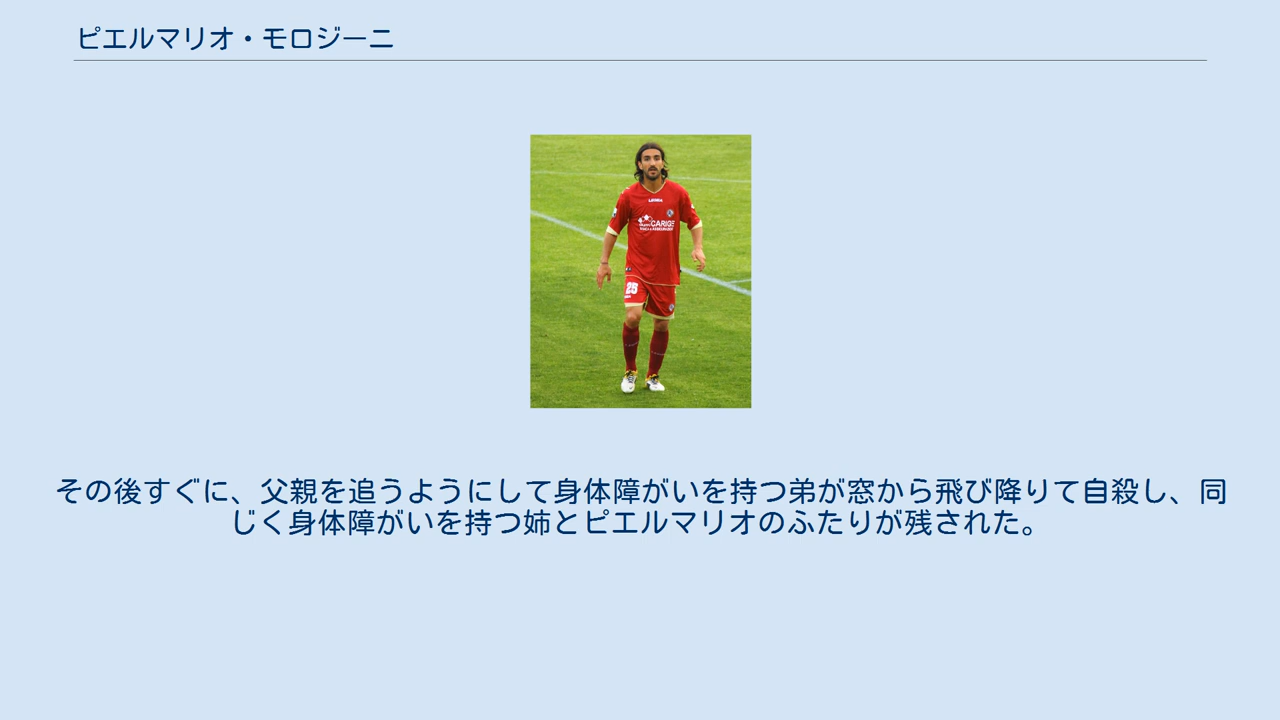 ピエルマリオ・モロジーニ
CARIGE
25
その後すぐに、父親を追うようにして身体障がいを持つ弟が窓から飛び降りて自殺し、同
じく身体障がいを持つ姉とピエルマリオのふたりが残された。